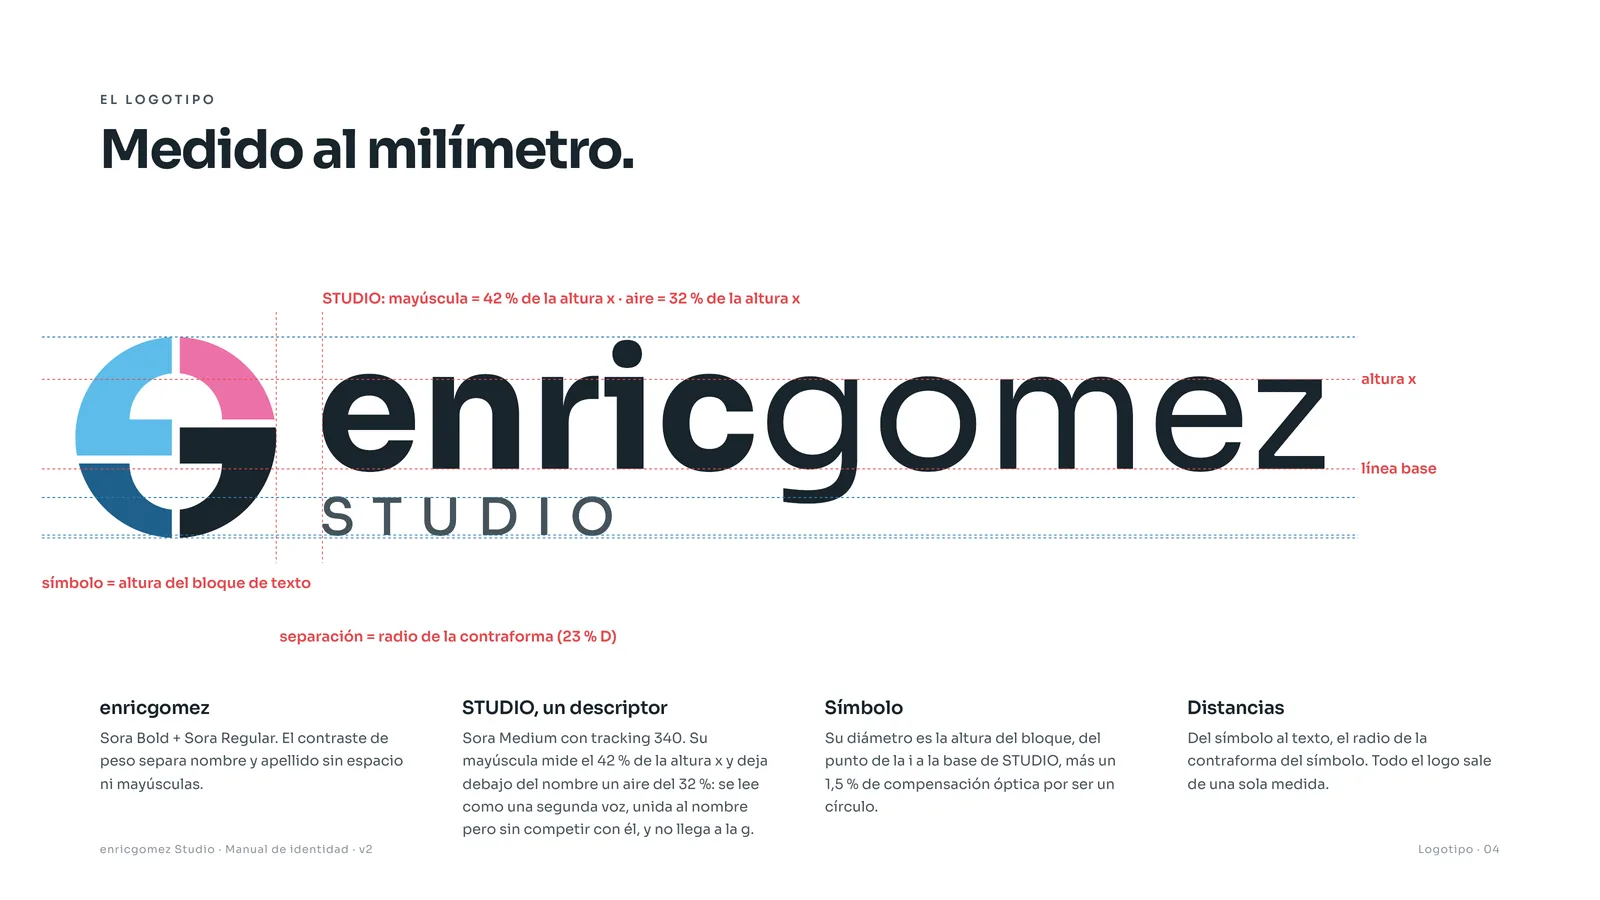 EL LOGOTIPO
Medido al milímetro.
STUDIO: mayúscula = 42 % de la altura x · aire = 32 % de la altura x
enricgomez
altura x
línea base
STUDIO
símbolo = altura del bloque de texto
separación = radio de la contraforma (23 % D)
enricgomez
Sora Bold + Sora Regular. El contraste de
peso separa nombre y apellido sin espacio
ni mayúsculas.
STUDIO, un descriptor
Sora Medium con tracking 340. Su
mayúscula mide el 42 % de la altura x y deja
debajo del nombre un aire del 32 %: se lee
como una segunda voz, unida al nombre
pero sin competir con él, y no llega a la g.
Símbolo
Su diámetro es la altura del bloque, del
punto de la i a la base de STUDIO, más un
1,5 % de compensación óptica por ser un
círculo.
Distancias
Del símbolo al texto, el radio de la
contraforma del símbolo. Todo el logo sale
de una sola medida.
enricgomez Studio · Manual de identidad · v2
Logotipo · 04